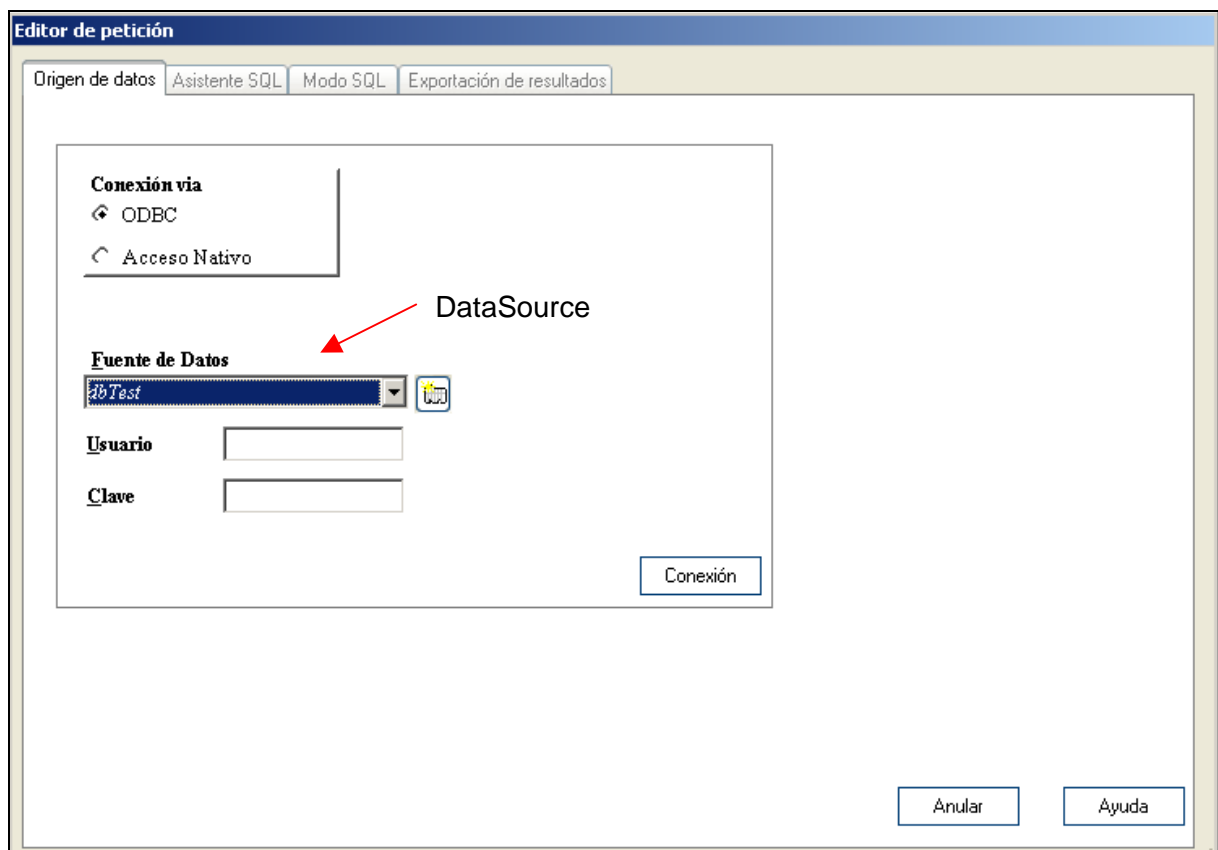 Editor de petición
Origen de datos Asistente SQL Modo SQL Exportación de resultados
Conexión via
ODBC
Acceso Nativo
DataSource
Fuente de Datos
dbTest
Usuario
Clave
Conexión
Anular Ayuda